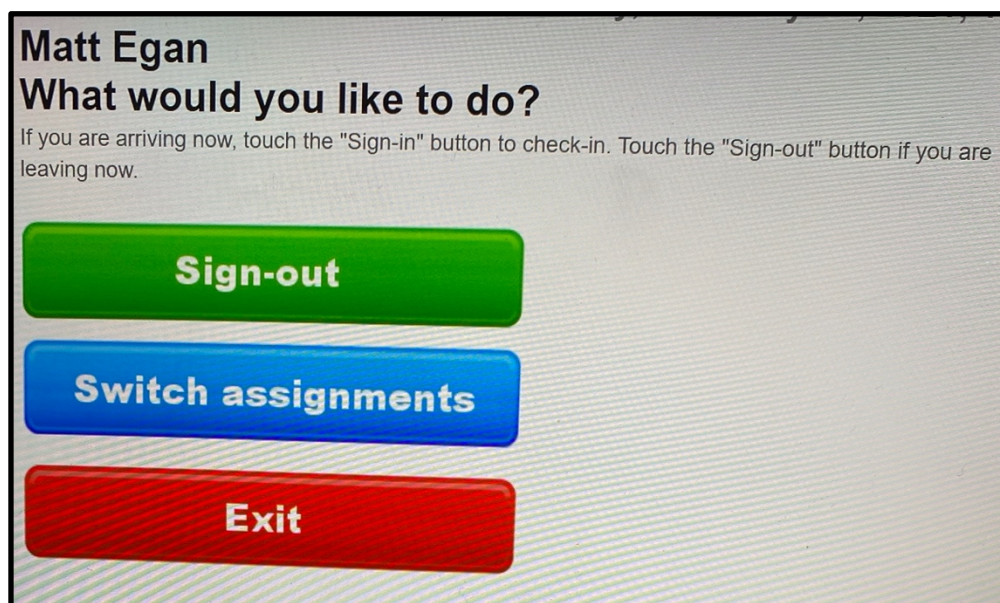 Matt Egan
What would you like to do?
If you are arriving now, touch the "Sign-in" button to check-in. Touch the "Sign-out" button if you are
leaving now.
Sign-out
Switch assignments
Exit